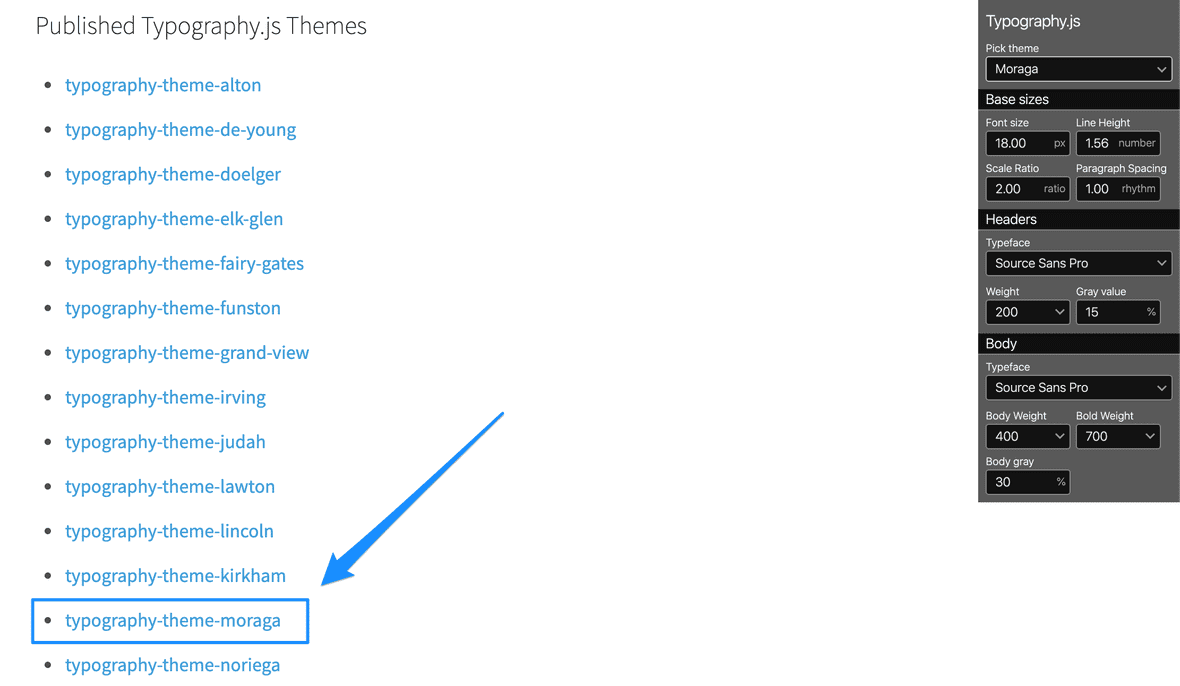 Published Typography.js Themes
typography-theme-alton
typography-theme-de-young
typography-theme-doelger
typography-theme-elk-glen
typography-theme-fairy-gates
typography-theme-funston
typography-theme-grand-view
typography-theme-irving
typography-theme-judah
typography-theme-lawton
typography-theme-lincoln
typography-theme-kirkham
typography-theme-moraga
typography-theme-noriega
Typography.js
Pick theme
Moraga
Base sizes
Font size Line Height
18.00 px 1.56 number
Scale Ratio Paragraph Spacing
2.00 ratio 1.00 rhythm
Headers
Typeface
Source Sans Pro
Weight Gray value
200 15 %
Body
Typeface
Source Sans Pro
Body Weight Bold Weight
400 700
Body gray
30 %